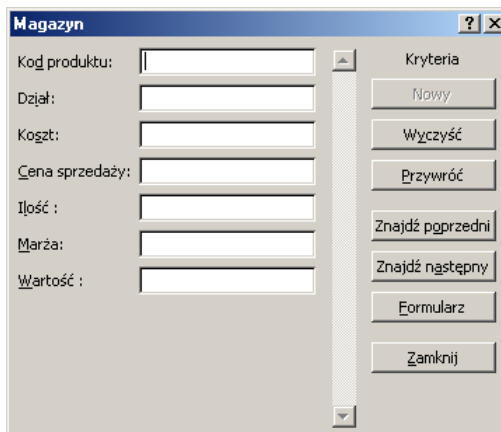 Magazyn
Kod produktu:
Dział:
Koszt:
Cena sprzedaży:
Ilość :
Marża:
Wartość :
Kryteria
Nowy
Wyczyść
Przywróć
Znajdź poprzedni
Znajdź następny
Formularz
Zamknij